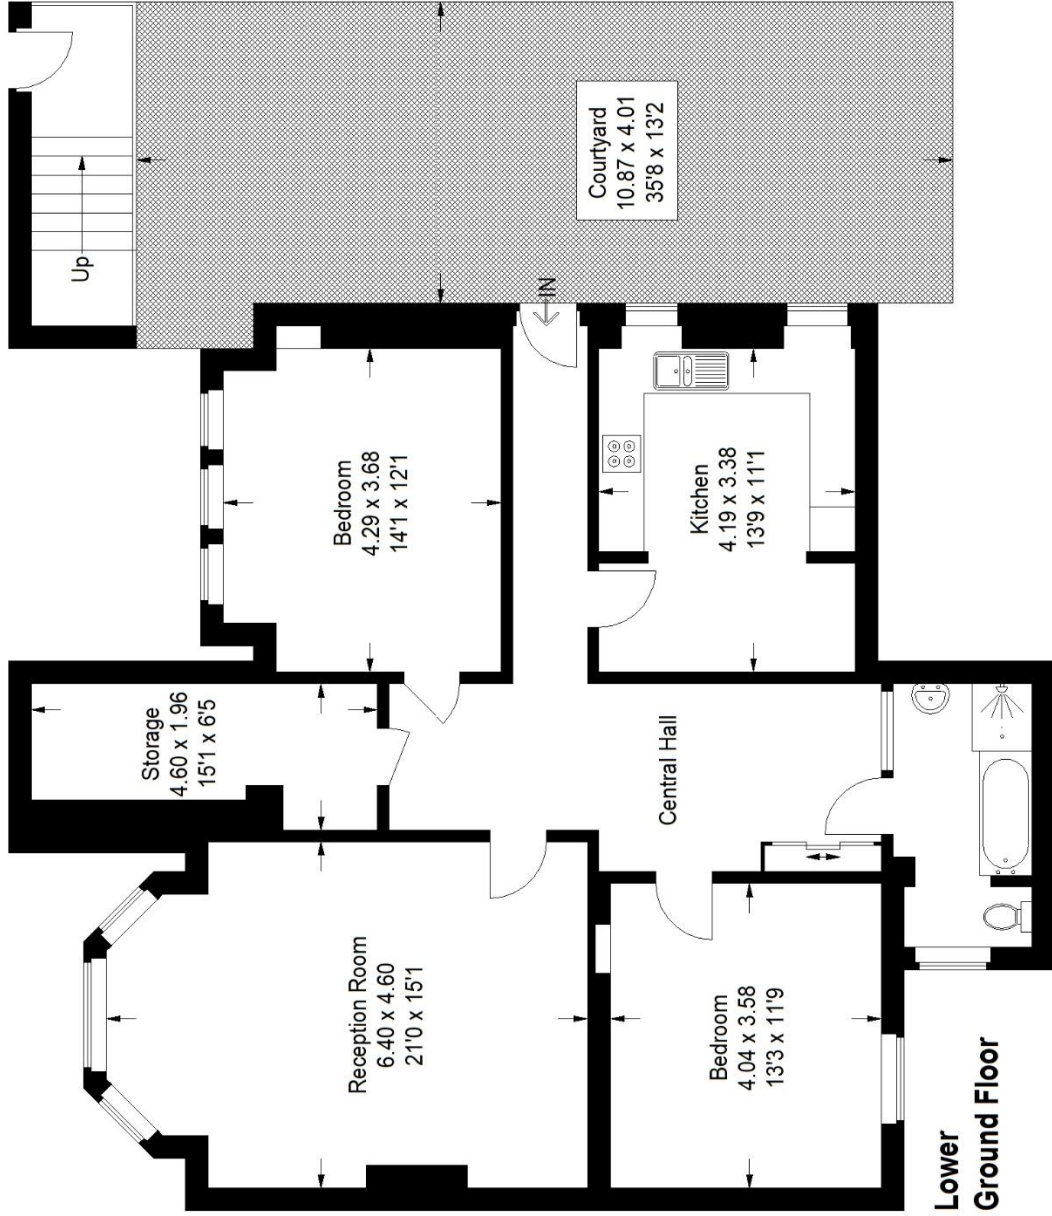 Up
Courtyard
10.87 x 4.01
35'8 x 13'2
IN
Bedroom
4.29 x 3.68
14'1 x 12'1
Kitchen
4.19 x 3.38
13'9 x 11'1
Storage
4.60 x 1.96
15'1 x 6'5
Central Hall
Reception Room
6.40 x 4.60
21'0 x 15'1
Bedroom
4.04 x 3.58
13'3 x 11'9
Lower
Ground Floor